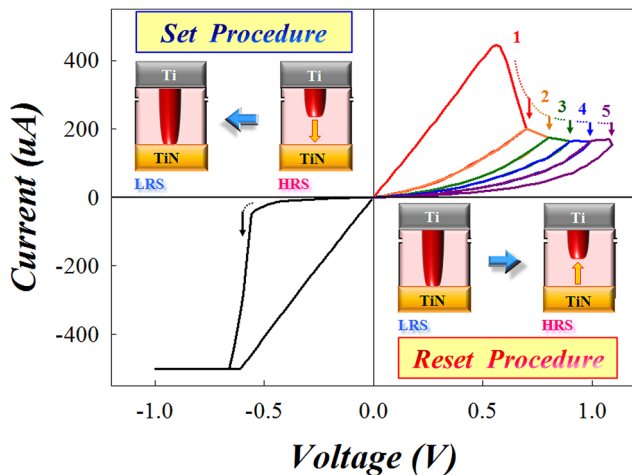 Set Procedure
Ti
TiN
LRS
Ti
TiN
HRS
1
2
3
4
5
400
200
0
-200
-400
Current (uA)
Ti
TiN
LRS
Ti
TiN
HRS
Reset Procedure
-1.0
-0.5
0.0
0.5
1.0
Voltage (V)